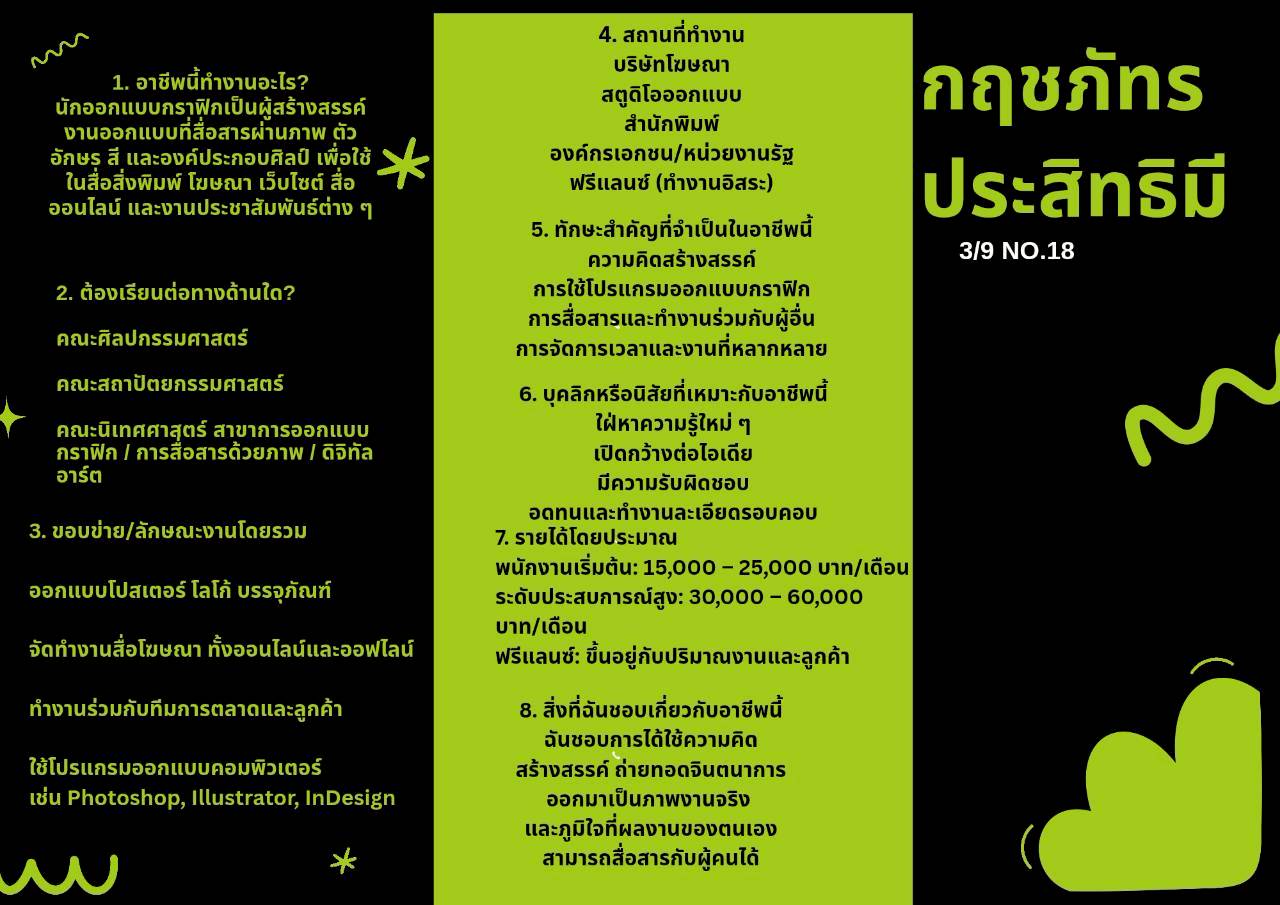 1. อาชีพนี้ทำงานอะไร?
นักออกแบบกราฟิกเป็นผู้สร้างสรรค์
งานออกแบบที่สื่อสารผ่านภาพ ตัว
อักษร สี และองค์ประกอบศิลป์ เพื่อใช้
ในสื่อสิ่งพิมพ์ โฆษณา เว็บไซต์ สื่อ
ออนไลน์ และงานประชาสัมพันธ์ต่าง ๆ
2. ต้องเรียนต่อทางด้านใด?
คณะศิลปกรรมศาสตร์
คณะสถาปัตยกรรมศาสตร์
คณะนิเทศศาสตร์ สาขาการออกแบบ
กราฟิก / การสื่อสารด้วยภาพ / ดิจิทัล
อาร์ต
3. ขอบข่าย/ลักษณะงานโดยรวม
ออกแบบโปสเตอร์ โลโก้ บรรจุภัณฑ์
จัดทำงานสื่อโฆษณา ทั้งออนไลน์และออฟไลน์
ทำงานร่วมกับทีมการตลาดและลูกค้า
ใช้โปรแกรมออกแบบคอมพิวเตอร์
เช่น Photoshop, Illustrator, InDesign
4. สถานที่ทำงาน
บริษัทโฆษณา
สตูดิโอออกแบบ
สำนักพิมพ์
องค์กรเอกชน/หน่วยงานรัฐ
ฟรีแลนซ์ (ทำงานอิสระ)
5. ทักษะสำคัญที่จำเป็นในอาชีพนี้
ความคิดสร้างสรรค์
การใช้โปรแกรมออกแบบกราฟิก
การสื่อสารและทำงานร่วมกับผู้อื่น
การจัดการเวลาและงานที่หลากหลาย
6. บุคลิกหรือนิสัยที่เหมาะกับอาชีพนี้
ใฝ่หาความรู้ใหม่ ๆ
เปิดกว้างต่อไอเดีย
มีความรับผิดชอบ
อดทนและทำงานละเอียดรอบคอบ
7. รายได้โดยประมาณ
พนักงานเริ่มต้น: 15,000 – 25,000 บาท/เดือน
ระดับประสบการณ์สูง: 30,000 – 60,000
บาท/เดือน
ฟรีแลนซ์: ขึ้นอยู่กับปริมาณงานและลูกค้า
8. สิ่งที่ฉันชอบเกี่ยวกับอาชีพนี้
ฉันชอบการได้ใช้ความคิด
สร้างสรรค์ ถ่ายทอดจินตนาการ
ออกมาเป็นภาพงานจริง
และภูมิใจที่ผลงานของตนเอง
สามารถสื่อสารกับผู้คนได้
กฤชภัทร
ประสิทธิมี
3/9 NO.18